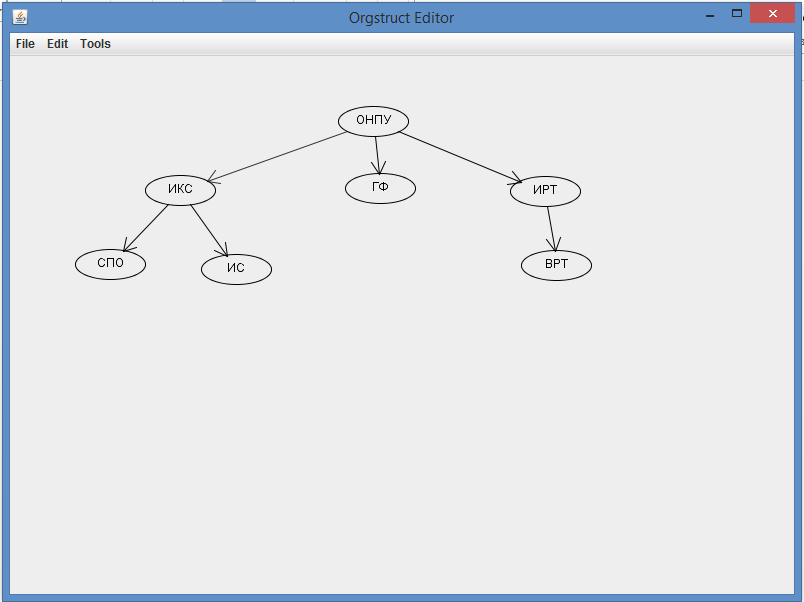 Orgstruct Editor
File Edit Tools
ОНПУ
ИКС
ГФ
ИРТ
СПО
ИС
ВРТ